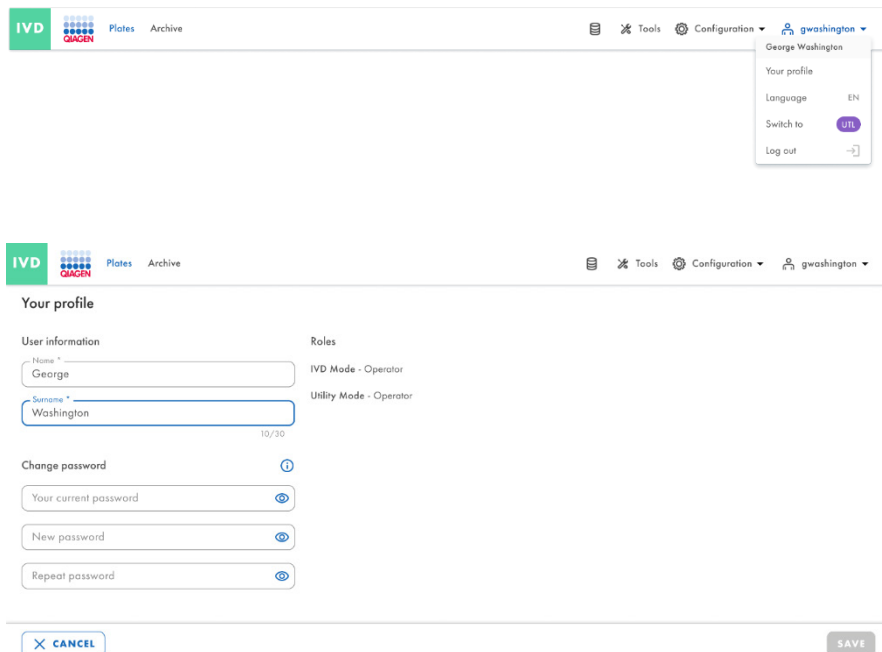 IVD QIAGEN Plates Archive Tools Configuration gwashington
George Washington
Your profile
Language EN
Switch to UTL
Log out
IVD QIAGEN Plates Archive Tools Configuration gwashington
Your profile
User information Roles
Name *
George
IVD Mode - Operator
Surname *
Washington
Utility Mode - Operator
10/30
Change password
Your current password
New password
Repeat password
CANCEL SAVE